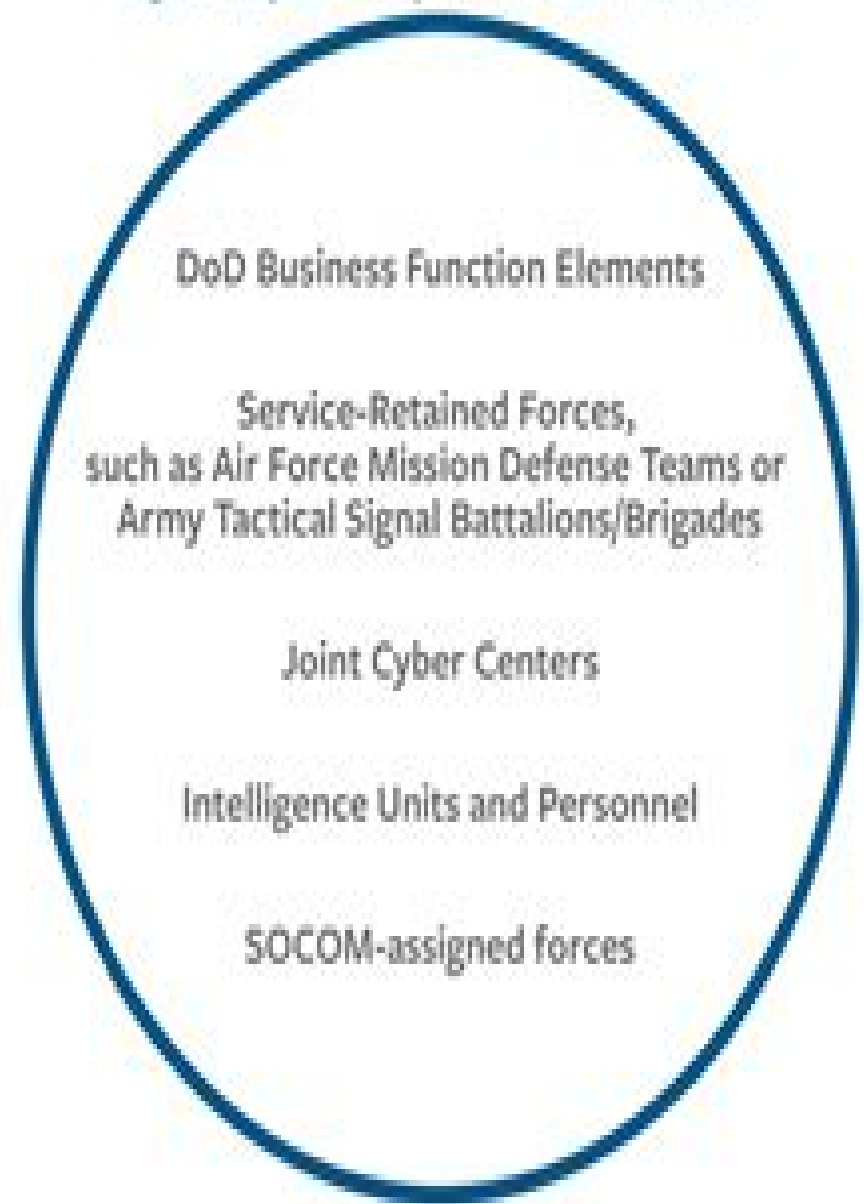 DoD Business Function Elements
Service-Retained Forces,
such as Air Force Mission Defense Teams or
Army Tactical Signal Battalions/Brigades
Joint Cyber Centers
Intelligence Units and Personnel
SOCOM-assigned forces